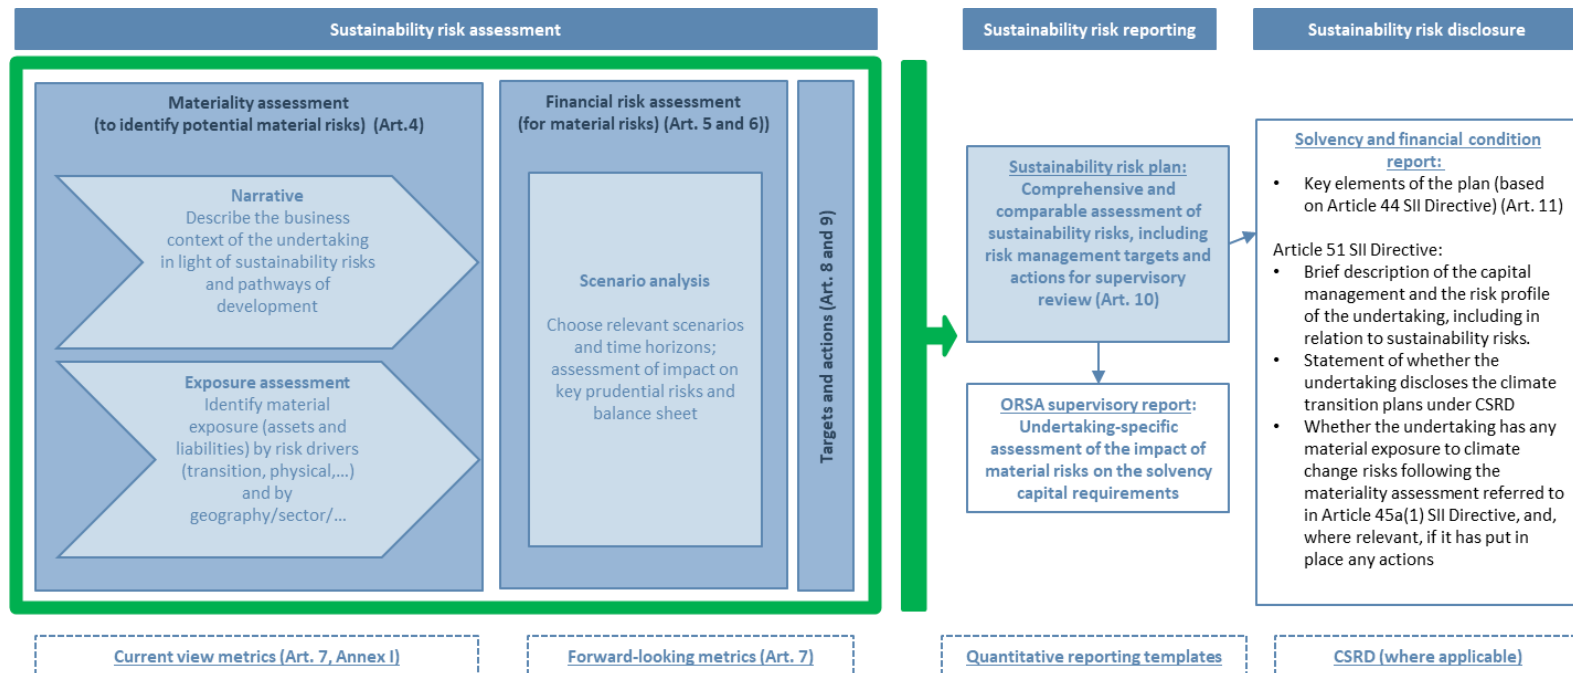 Sustainability risk assessment
Materiality assessment
(to identify potential material risks) (Art.4)
Narrative
Describe the business
context of the undertaking
in light of sustainability risks
and pathways of
development
Exposure assessment
Identify material
exposure (assets and
liabilities) by risk drivers
(transition, physical,...)
and by
geography/sector/...
Financial risk assessment
(for material risks) (Art. 5 and 6))
Scenario analysis
Choose relevant scenarios
and time horizons;
assessment of impact on
key prudential risks and
balance sheet
Targets and actions (Art. 8 and 9)
Current view metrics (Art. 7, Annex I)
Forward-looking metrics (Art. 7)
Sustainability risk reporting
Sustainability risk plan:
Comprehensive and
comparable assessment of
sustainability risks, including
risk management targets and
actions for supervisory
review (Art. 10)
ORSA supervisory report:
Undertaking-specific
assessment of the impact of
material risks on the solvency
capital requirements
Quantitative reporting templates
Sustainability risk disclosure
Solvency and financial condition
report:
• Key elements of the plan (based
on Article 44 SII Directive) (Art. 11)
Article 51 SII Directive:
• Brief description of the capital
management and the risk profile
of the undertaking, including in
relation to sustainability risks.
• Statement of whether the
undertaking discloses the climate
transition plans under CSRD
• Whether the undertaking has any
material exposure to climate
change risks following the
materiality assessment referred to
in Article 45a(1) SII Directive, and,
where relevant, if it has put in
place any actions
CSRD (where applicable)